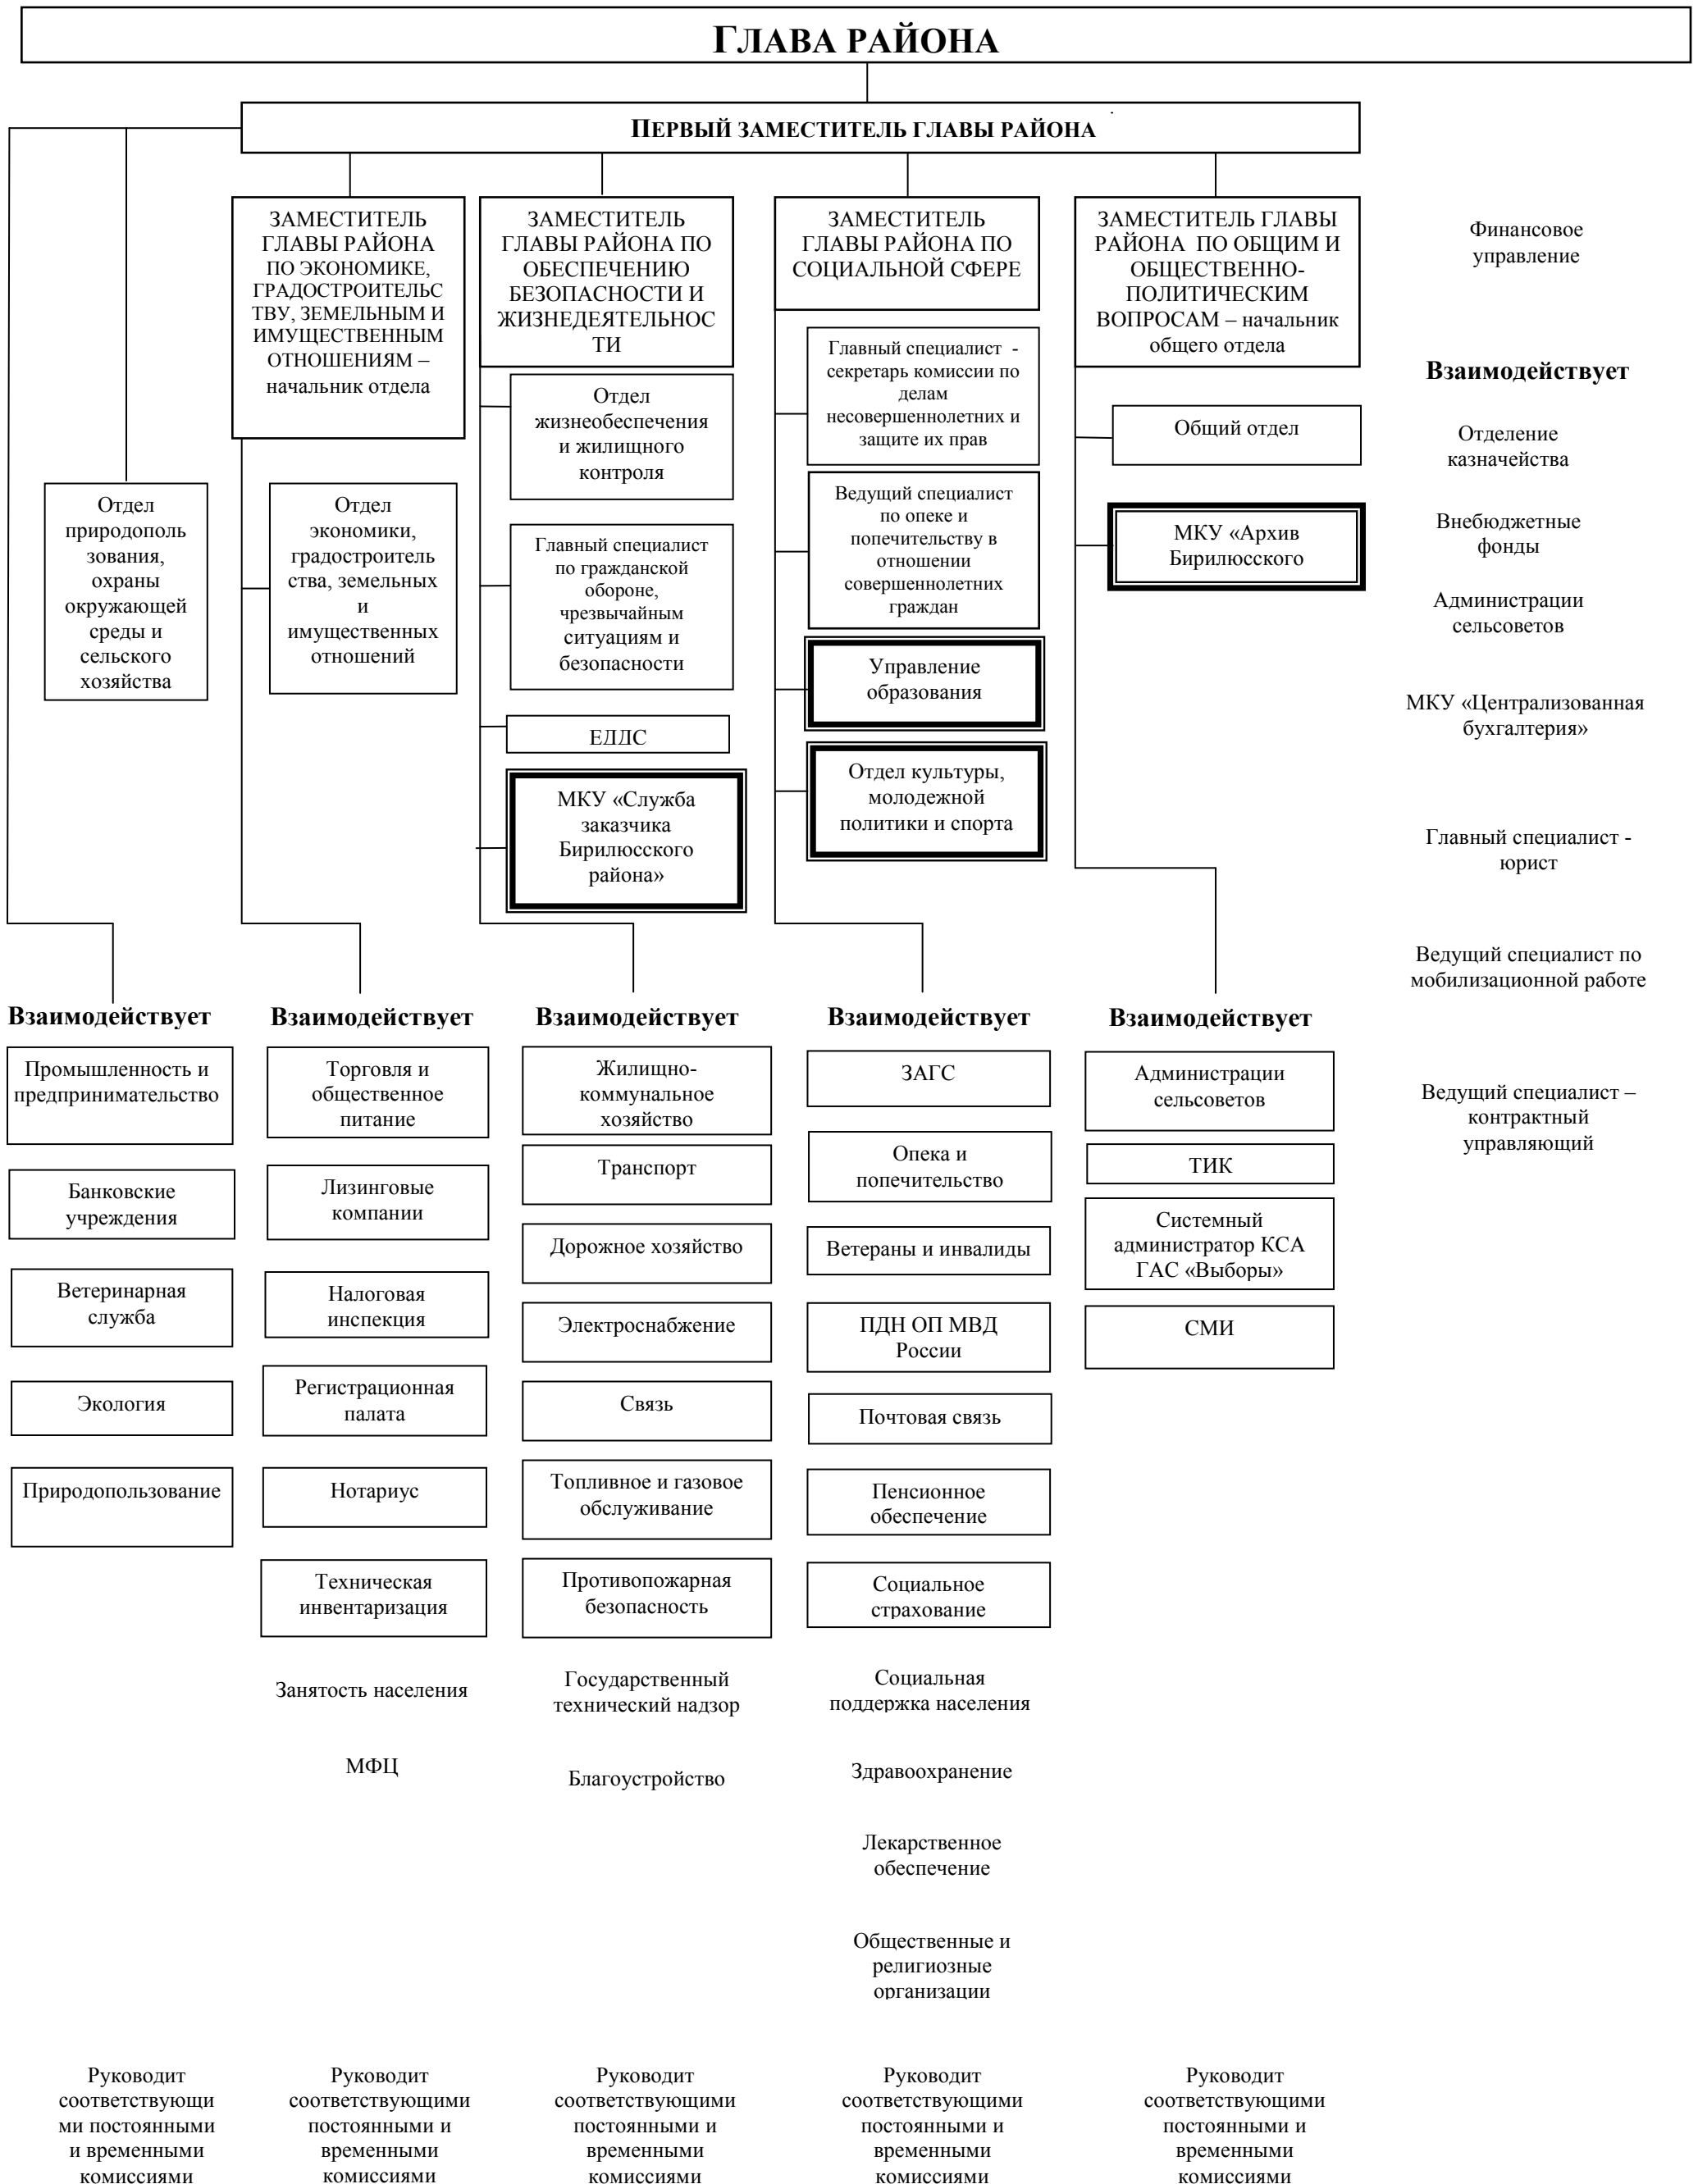 ГЛАВА РАЙОНА
ПЕРВЫЙ ЗАМЕСТИТЕЛЬ ГЛАВЫ РАЙОНА
ЗАМЕСТИТЕЛЬ
ГЛАВЫ РАЙОНА
ПО ЭКОНОМИКЕ,
ГРАДОСТРОИТЕЛЬС
ТВУ, ЗЕМЕЛЬНЫМ И
ИМУЩЕСТВЕННЫМ
ОТНОШЕНИЯМ –
начальник отдела
ЗАМЕСТИТЕЛЬ
ГЛАВЫ РАЙОНА ПО
ОБЕСПЕЧЕНИЮ
БЕЗОПАСНОСТИ И
ЖИЗНЕДЕЯТЕЛЬНОС
ТИ
ЗАМЕСТИТЕЛЬ
ГЛАВЫ РАЙОНА ПО
СОЦИАЛЬНОЙ СФЕРЕ
ЗАМЕСТИТЕЛЬ ГЛАВЫ
РАЙОНА ПО ОБЩИМ И
ОБЩЕСТВЕННО-
ПОЛИТИЧЕСКИМ
ВОПРОСАМ – начальник
общего отдела
Финансовое
управление
Взаимодействует
Отделение
казначейства
Внебюджетные
фонды
Администрации
сельсоветов
МКУ «Централизованная
бухгалтерия»
Главный специалист -
юрист
Ведущий специалист по
мобилизационной работе
Ведущий специалист –
контрактный
управляющий
Отдел
природополь
зования,
охраны
окружающей
среды и
сельского
хозяйства
Отдел
экономики,
градостроитель
ства, земельных
и
имущественных
отношений
Отдел
жизнеобеспечения
и жилищного
контроля
Главный специалист
по гражданской
обороне,
чрезвычайным
ситуациям и
безопасности
ЕДДС
МКУ «Служба
заказчика
Бирилюсского
района»
Главный специалист -
секретарь комиссии по
делам
несовершеннолетних и
защите их прав
Ведущий специалист
по опеке и
попечительству в
отношении
совершеннолетних
граждан
Управление
образования
Отдел культуры,
молодежной
политики и спорта
Общий отдел
МКУ «Архив
Бирилюсского
Взаимодействует
Промышленность и
предпринимательство
Банковские
учреждения
Ветеринарная
служба
Экология
Природопользование
Взаимодействует
Торговля и
общественное
питание
Лизинговые
компании
Налоговая
инспекция
Регистрационная
палата
Нотариус
Техническая
инвентаризация
Занятость населения
МФЦ
Взаимодействует
Жилищно-
коммунальное
хозяйство
Транспорт
Дорожное хозяйство
Электроснабжение
Связь
Топливное и газовое
обслуживание
Противопожарная
безопасность
Государственный
технический надзор
Благоустройство
Взаимодействует
ЗАГС
Опека и
попечительство
Ветераны и инвалиды
ПДН ОП МВД
России
Почтовая связь
Пенсионное
обеспечение
Социальное
страхование
Социальная
поддержка населения
Здравоохранение
Лекарственное
обеспечение
Общественные и
религиозные
организации
Взаимодействует
Администрации
сельсоветов
ТИК
Системный
администратор КСА
ГАС «Выборы»
СМИ
Руководит
соответствующи
ми постоянными
и временными
комиссиями
Руководит
соответствующими
постоянными и
временными
комиссиями
Руководит
соответствующими
постоянными и
временными
комиссиями
Руководит
соответствующими
постоянными и
временными
комиссиями
Руководит
соответствующими
постоянными и
временными
комиссиями